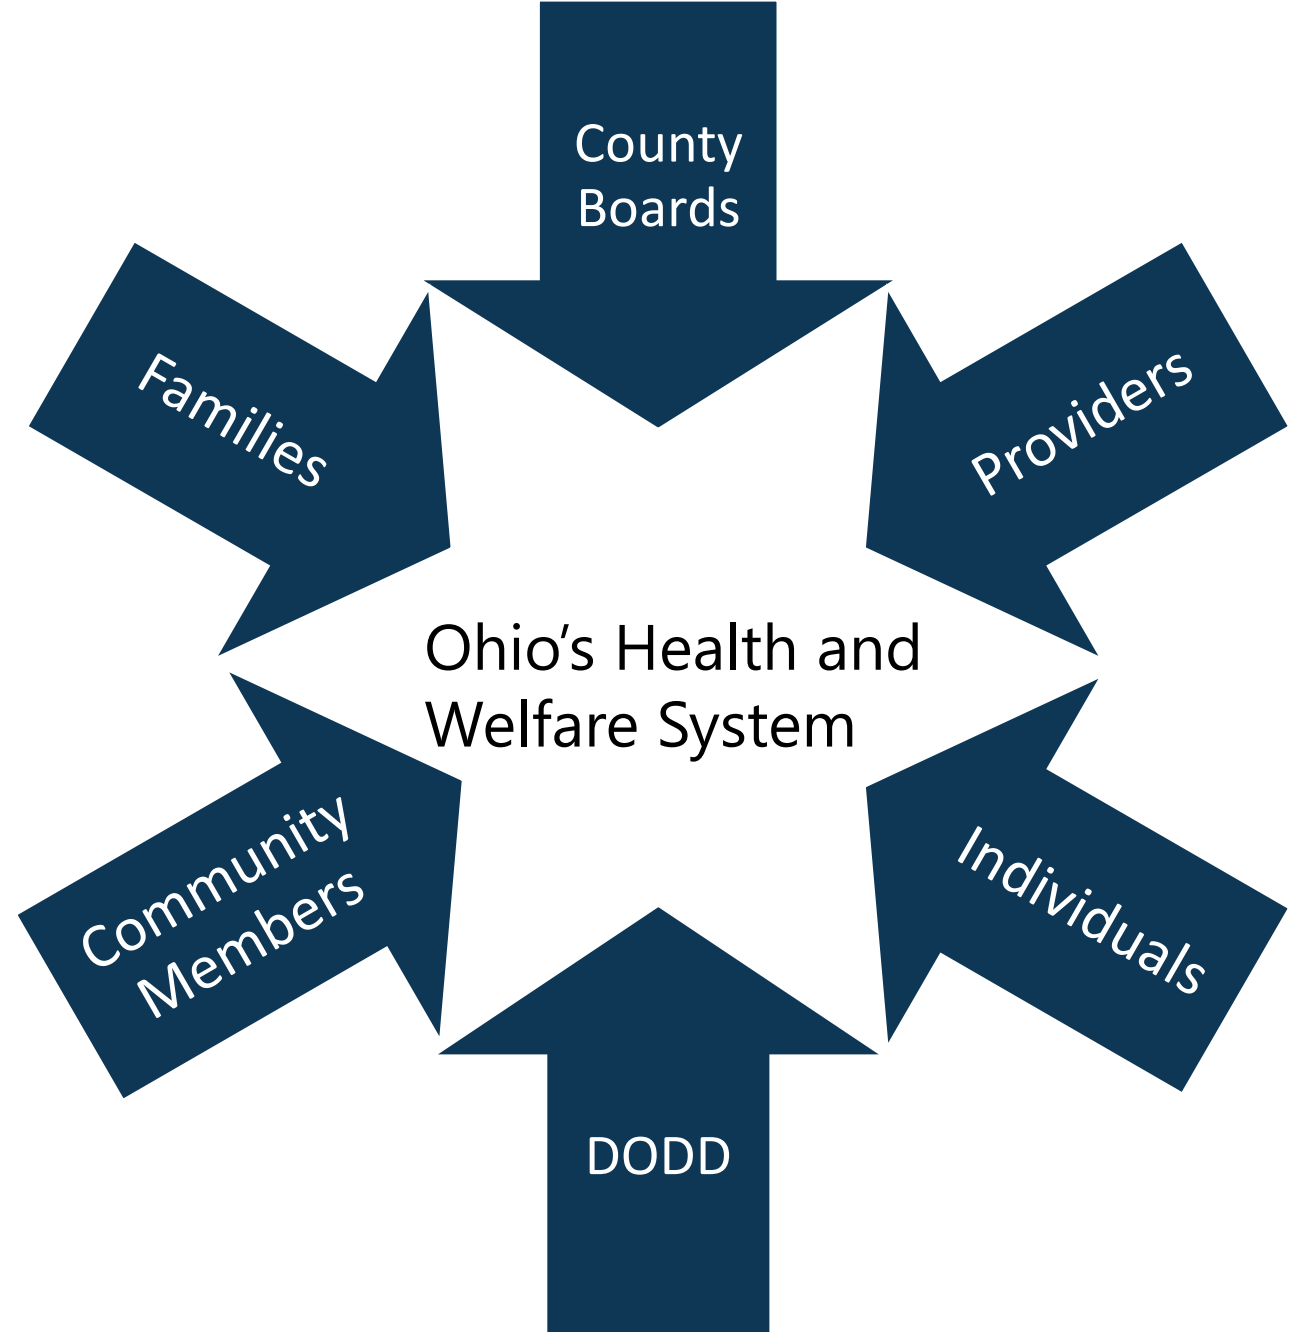 County
Boards
Families
Providers
Ohio’s Health and
Welfare System
Community
Members
Individuals
DODD